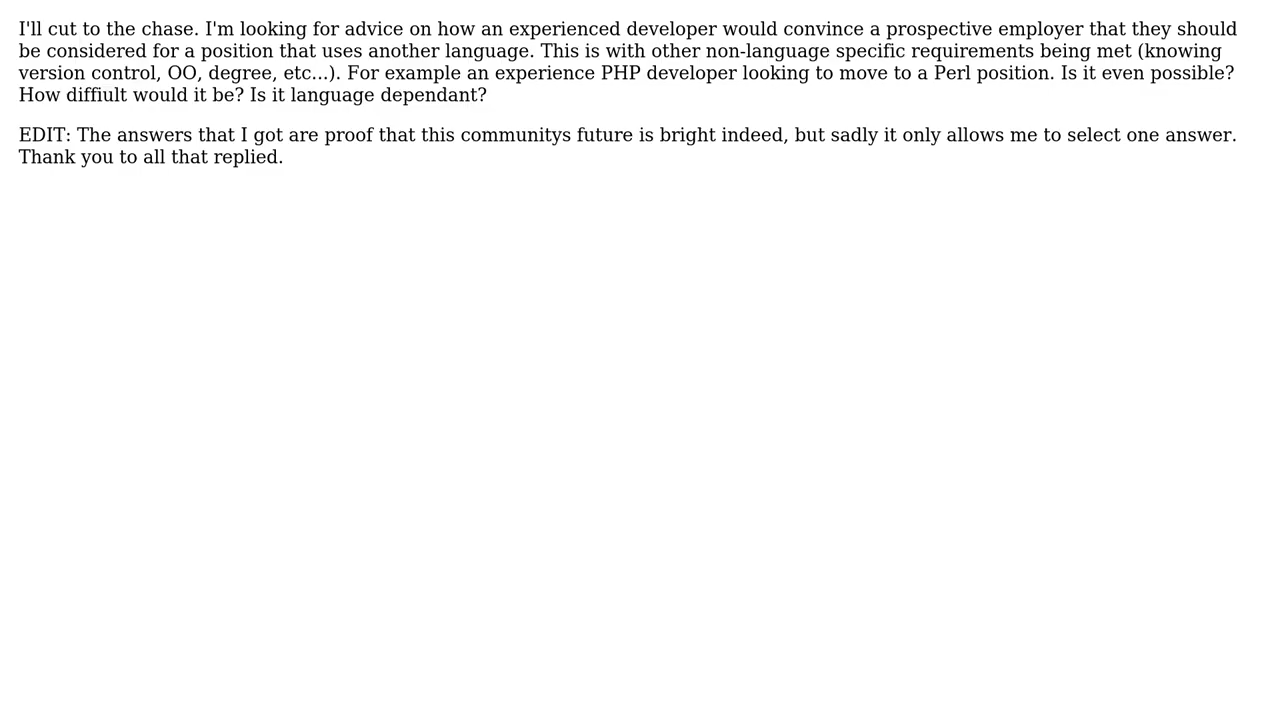 I'll cut to the chase. I'm looking for advice on how an experienced developer would convince a prospective employer that they should
be considered for a position that uses another language. This is with other non-language specific requirements being met (knowing
version control, OO, degree, etc...). For example an experience PHP developer looking to move to a Perl position. Is it even possible?
How diffiult would it be? Is it language dependant?
EDIT: The answers that I got are proof that this communitys future is bright indeed, but sadly it only allows me to select one answer.
Thank you to all that replied.